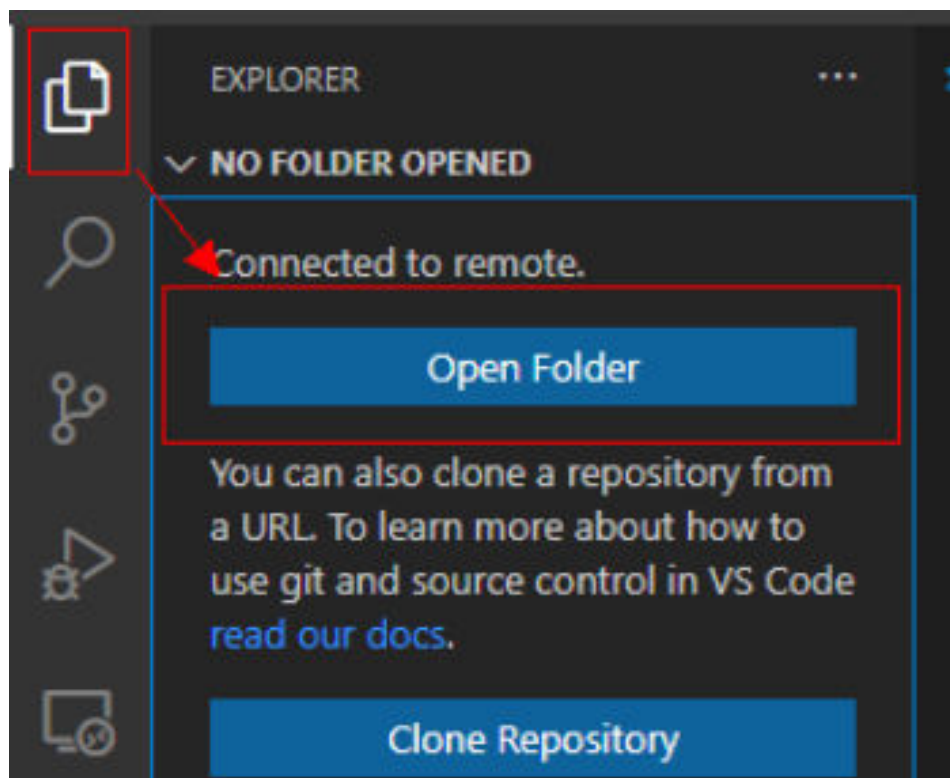 EXPLORER
NO FOLDER OPENED
Connected to remote.
Open Folder
You can also clone a repository from
a URL. To learn more about how to
use git and source control in VS Code
read our docs.
Clone Repository